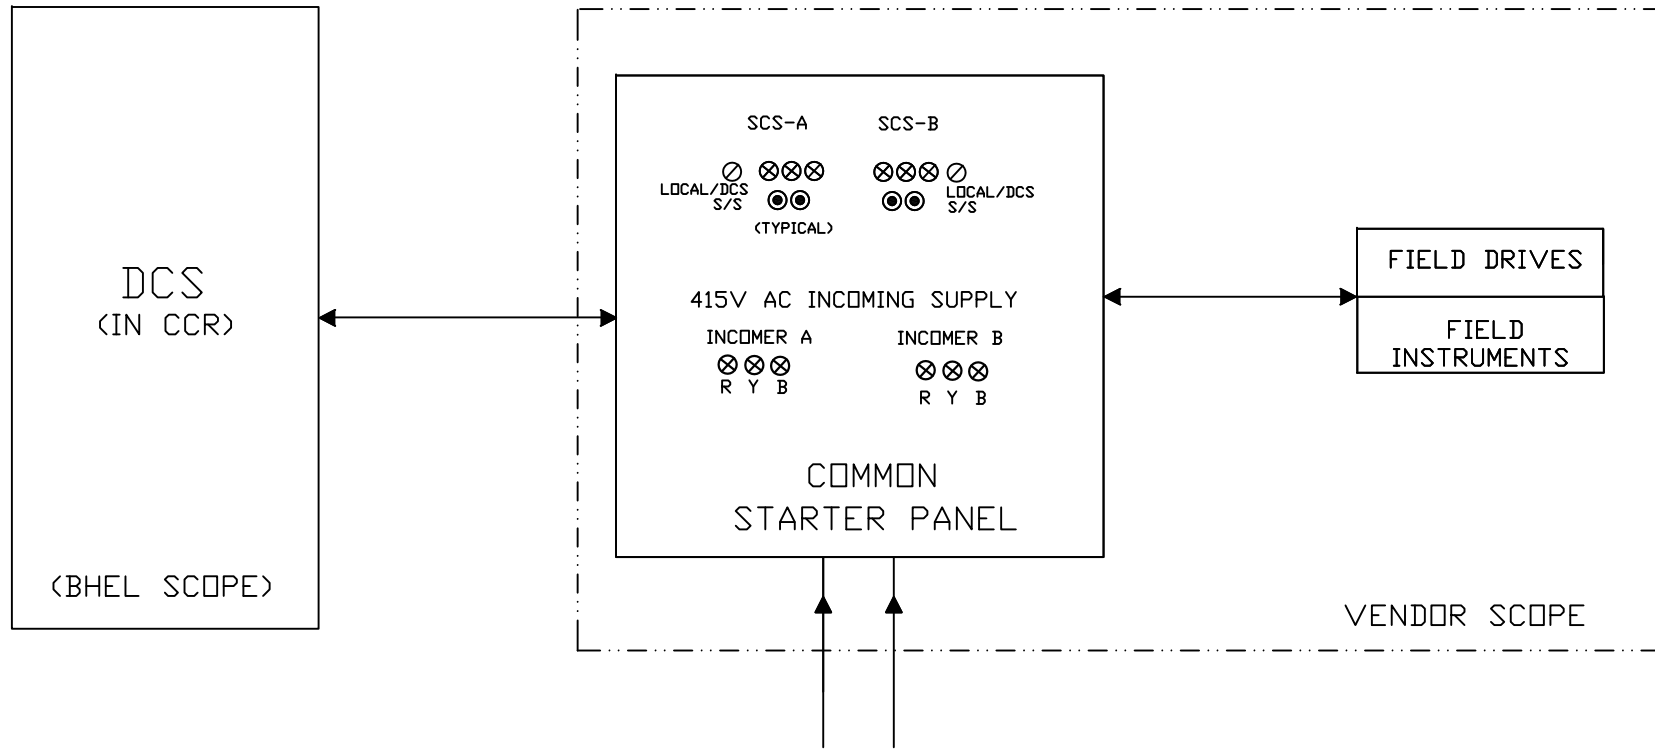 DCS
(IN CCR)
(BHEL SCOPE)
SCS-A
SCS-B
LOCAL/DCS
S/S
LOCAL/DCS
S/S
(TYPICAL)
415V AC INCOMING SUPPLY
INCOMER A
INCOMER B
R Y B
R Y B
COMMON
STARTER PANEL
FIELD DRIVES
FIELD
INSTRUMENTS
VENDOR SCOPE